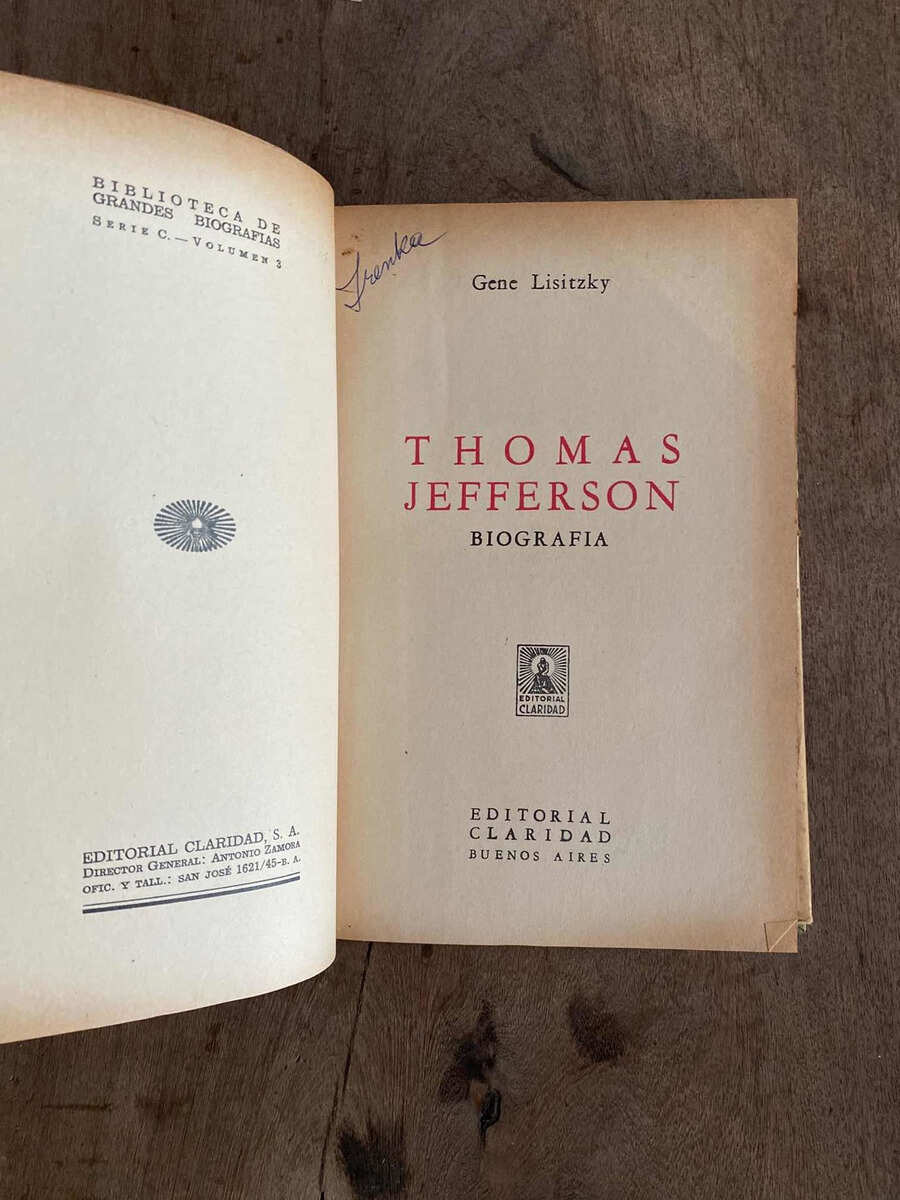 BIBLIOTECA DE
GRANDES BIOGRAFIAS
SERIE C. — VOLUMEN 3
EDITORIAL CLARIDAD, S. A.
DIRECTOR GENERAL: ANTONIO ZAMORA
OFIC. Y TALL.: SAN JOSÉ 1621/45-B. A.
Gene Lisitzky
THOMAS
JEFFERSON
BIOGRAFIA
EDITORIAL
CLARIDAD
EDITORIAL
CLARIDAD
BUENOS AIRES